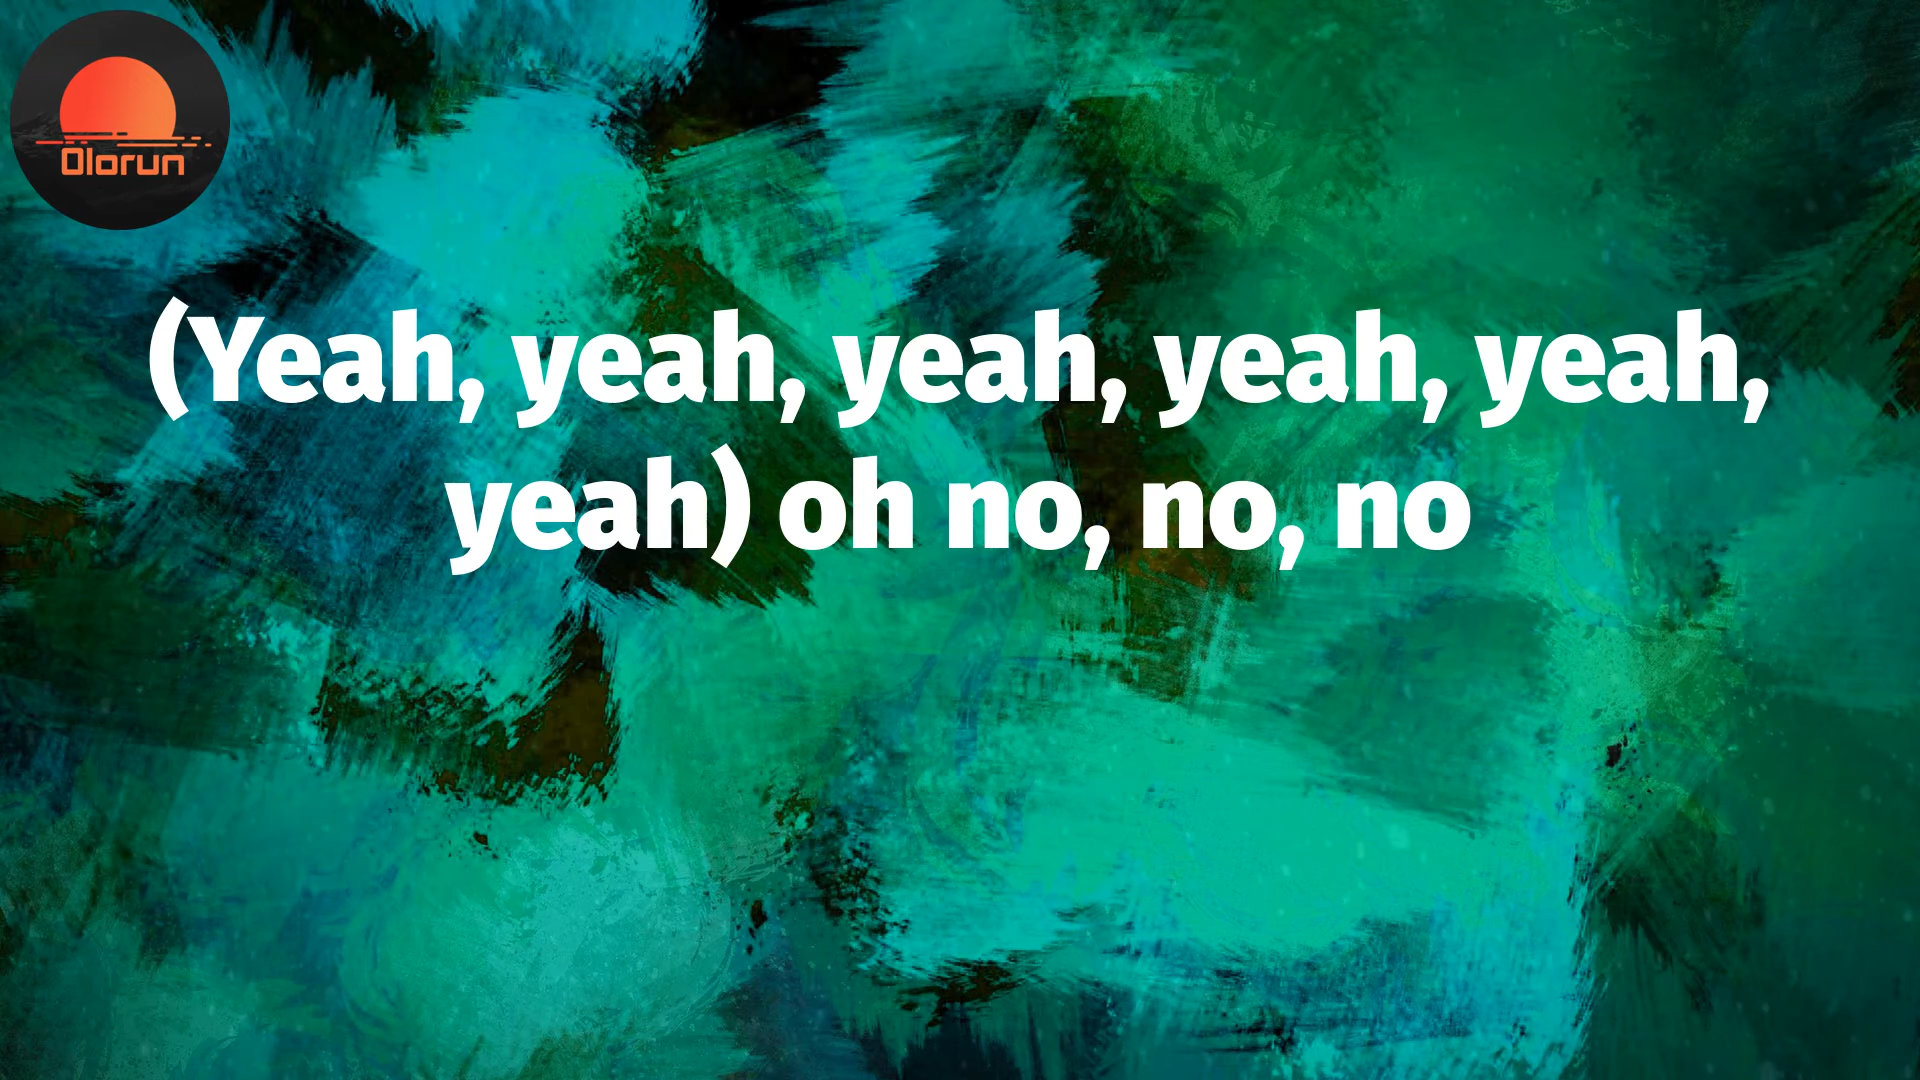 Olorun
(Yeah, yeah, yeah, yeah, yeah,
yeah) oh no, no, no